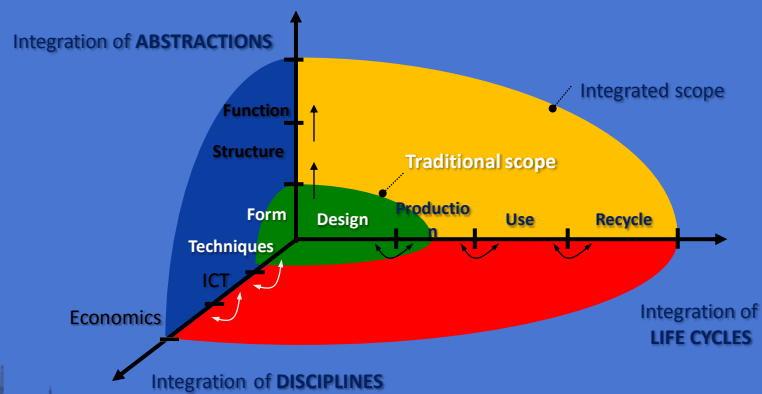 Integration of ABSTRACTIONS
Integrated scope
Function
Structure
Traditional scope
Form
Design
Productio
n
Use
Recycle
Techniques
ICT
Economics
Integration of
LIFE CYCLES
Integration of DISCIPLINES